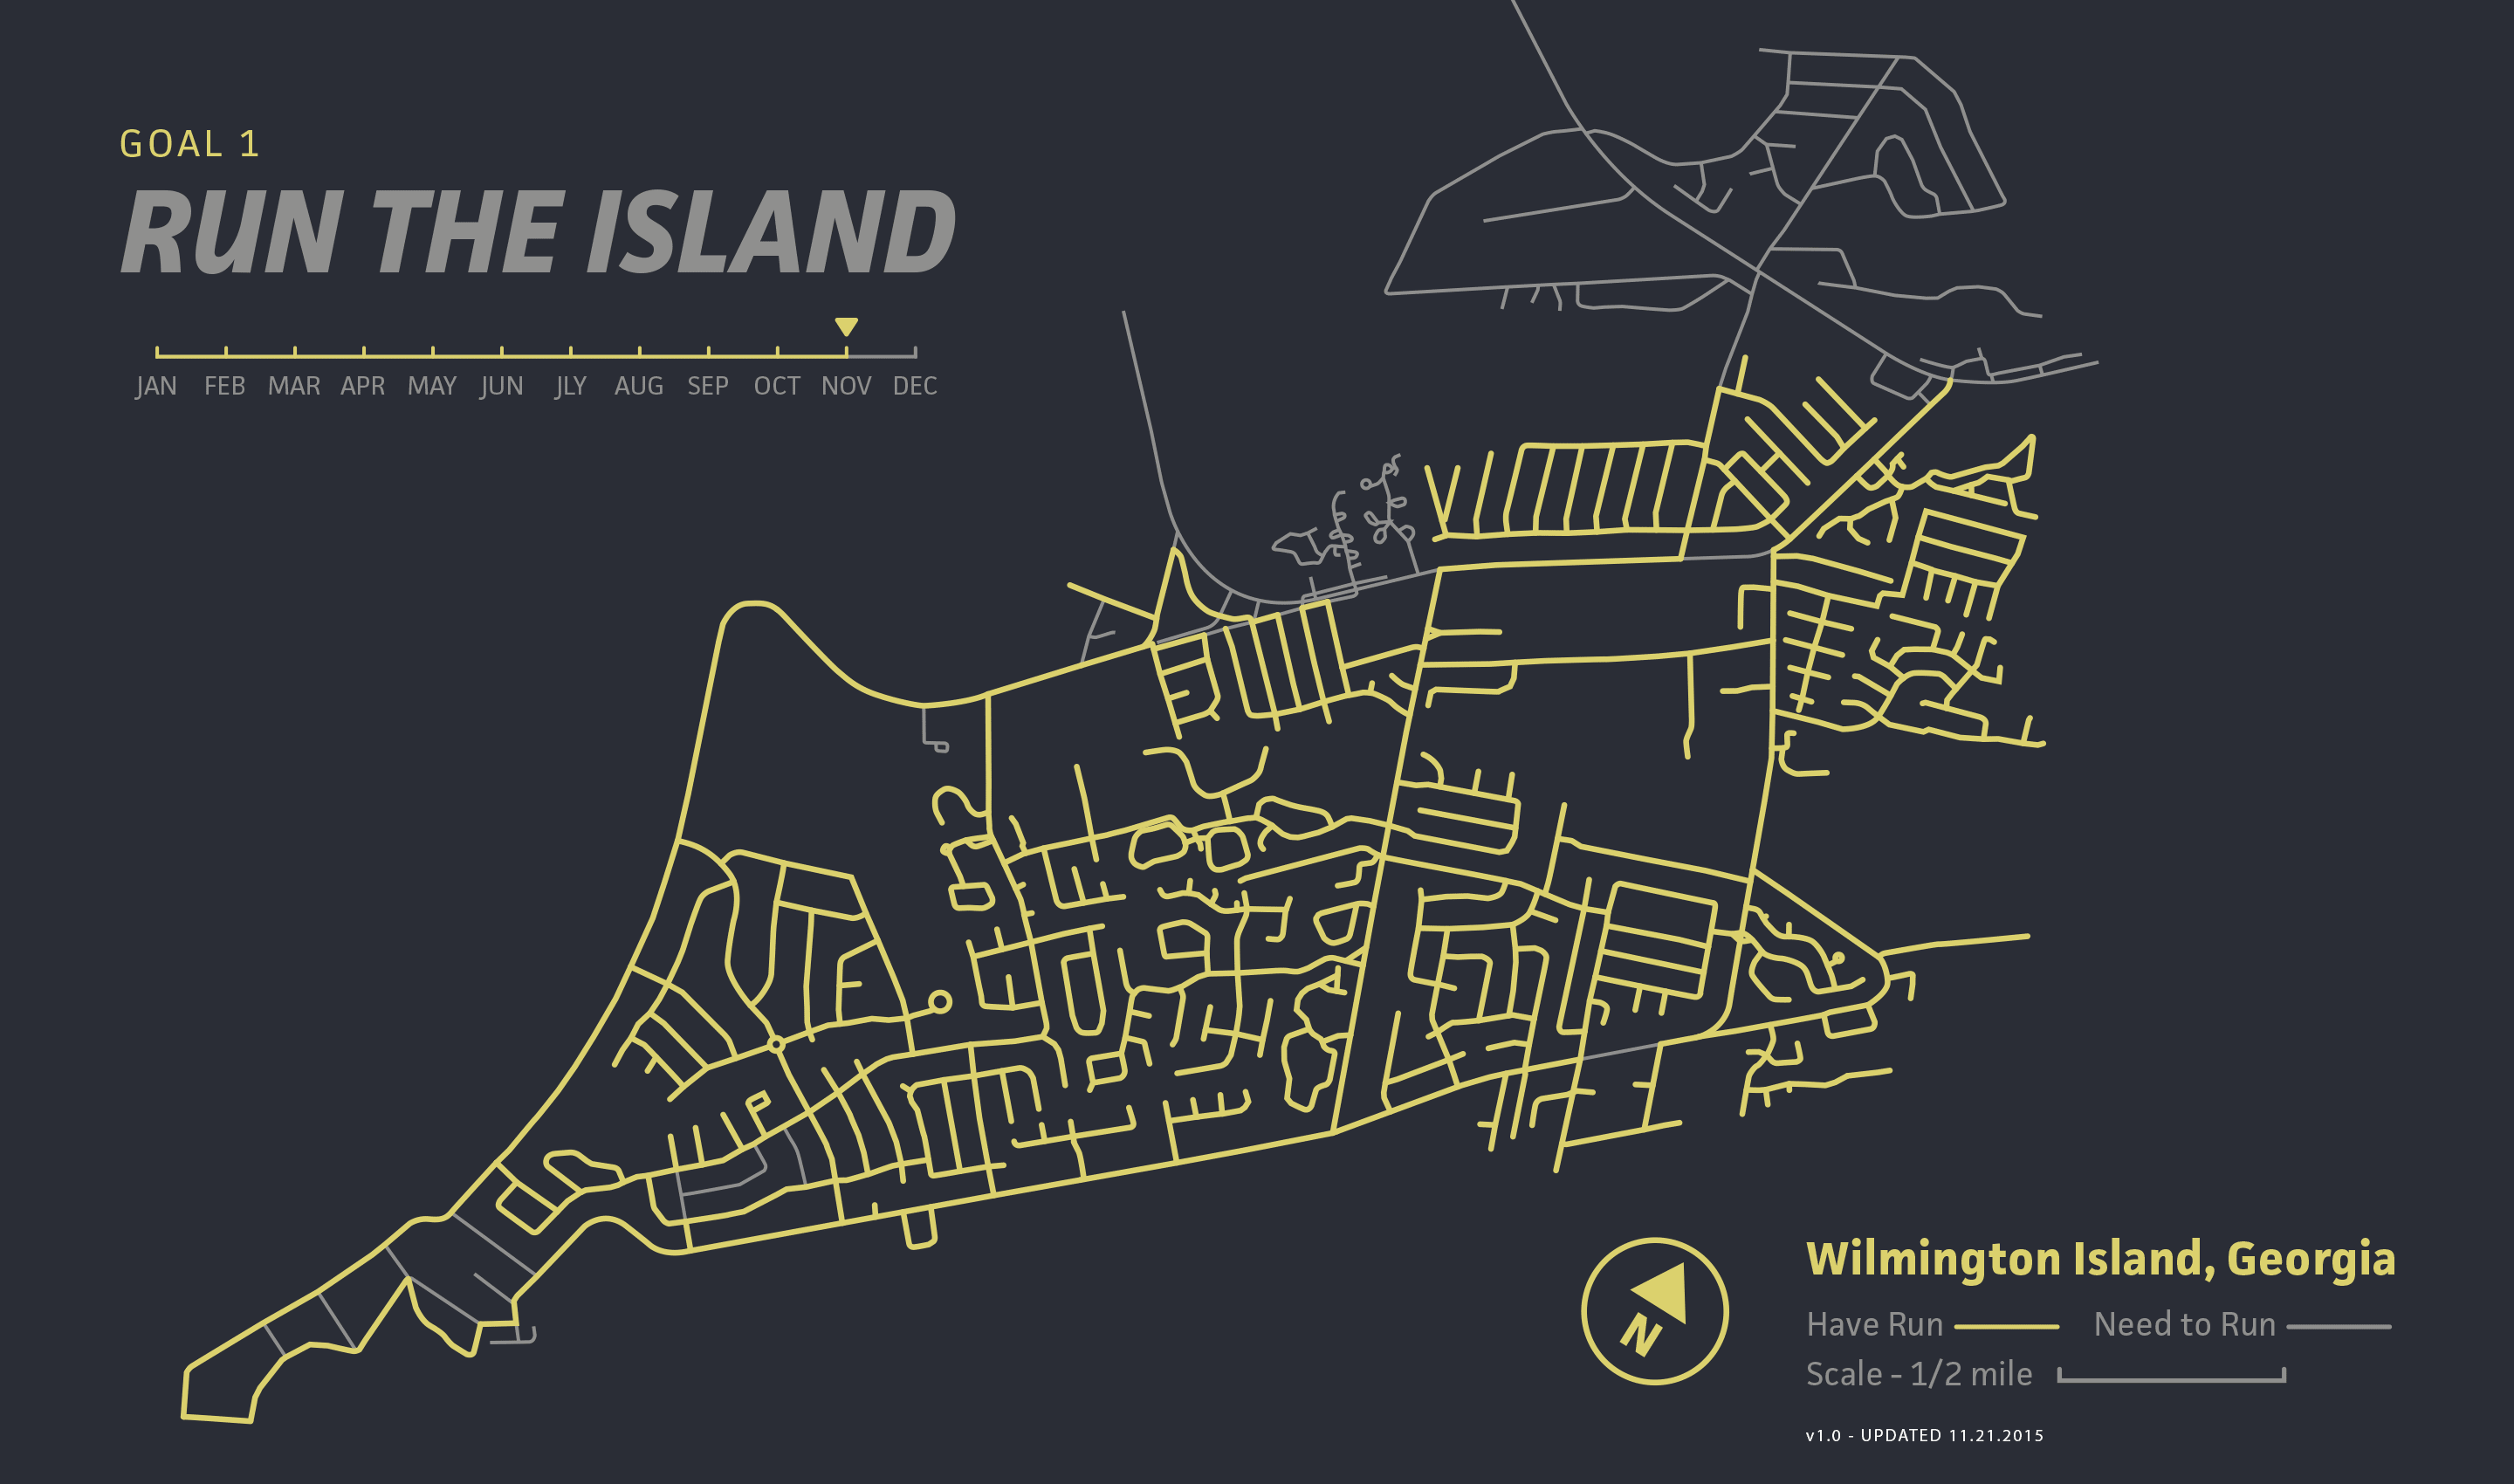 GOAL 1
RUN THE ISLAND
JAN FEB MAR APR MAY JUN JLY AUG SEP OCT NOV DEC
N
Wilmington Island, Georgia
Have Run Need to Run
Scale - 1/2 mile
v1.0 - UPDATED 11.21.2015